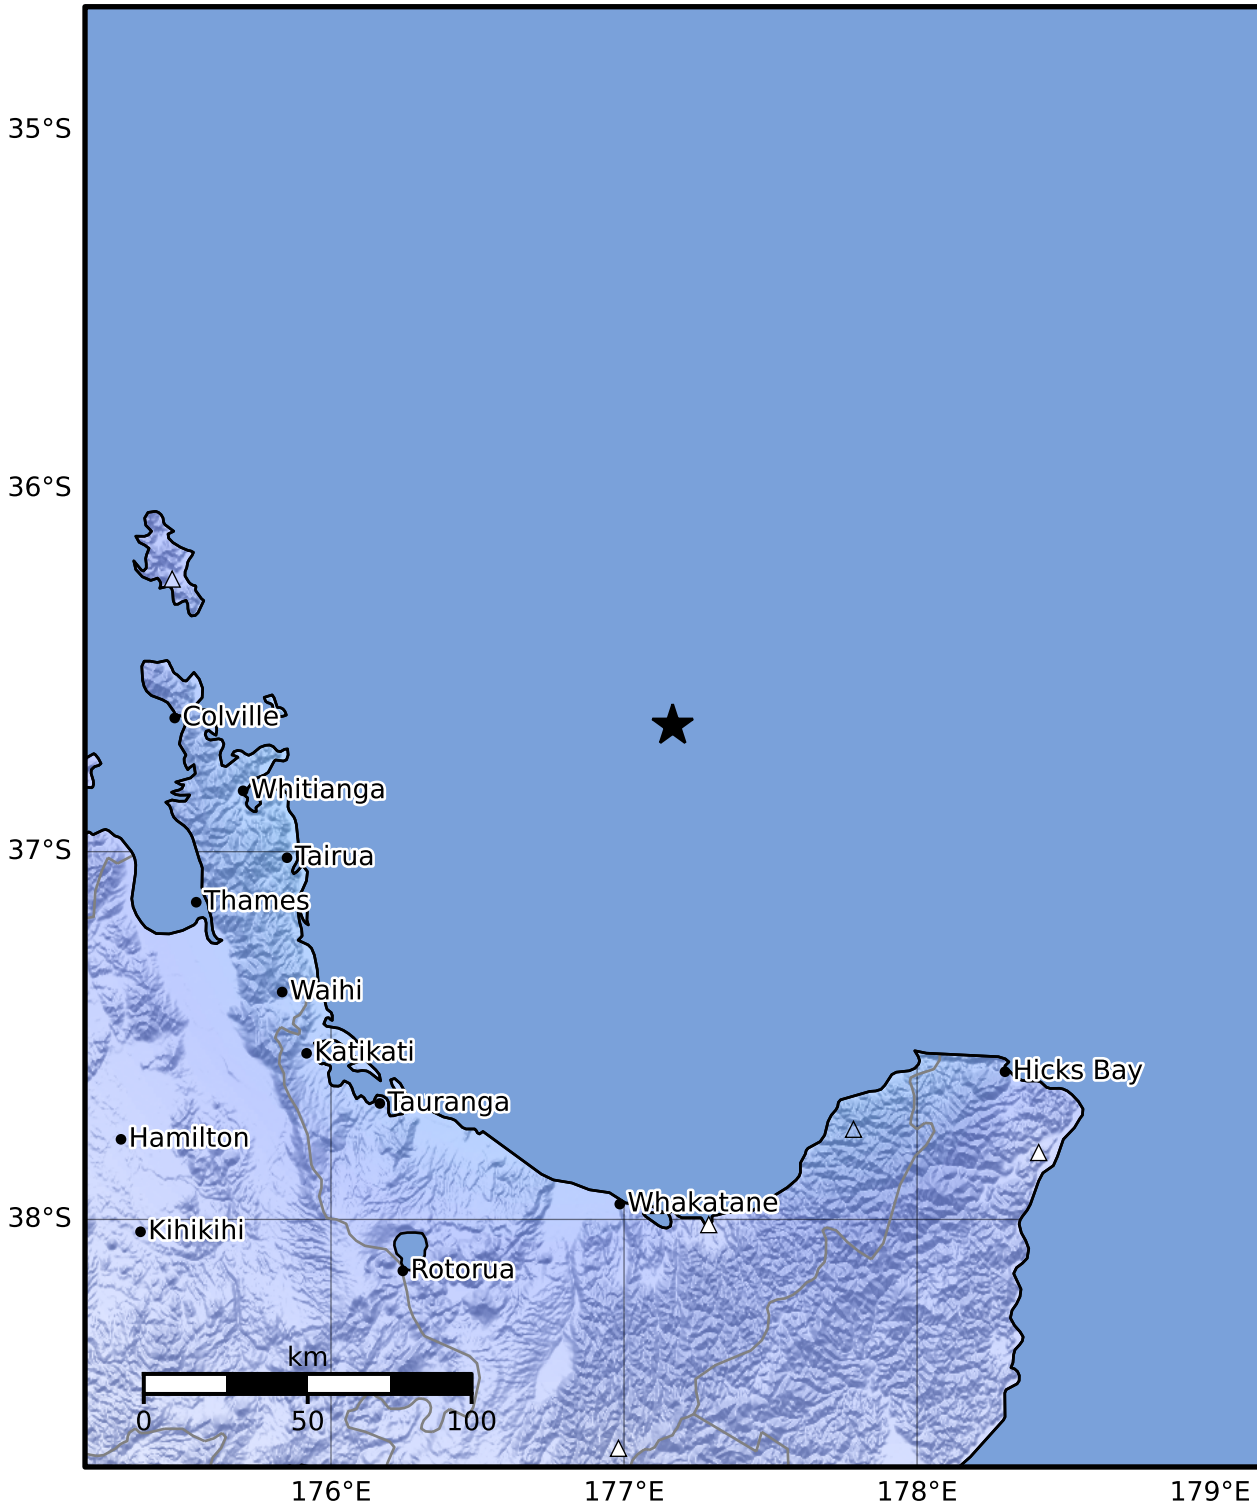 35°S
36°S
Colville
Whitianga
37°S
Tairua
Thames
Waihi
Katikati
Hicks Bay
Tauranga
Hamilton
Whakatane
38°S
Kihikihi
Rotorua
km
0 50 100
176°E 177°E 178°E 179°E